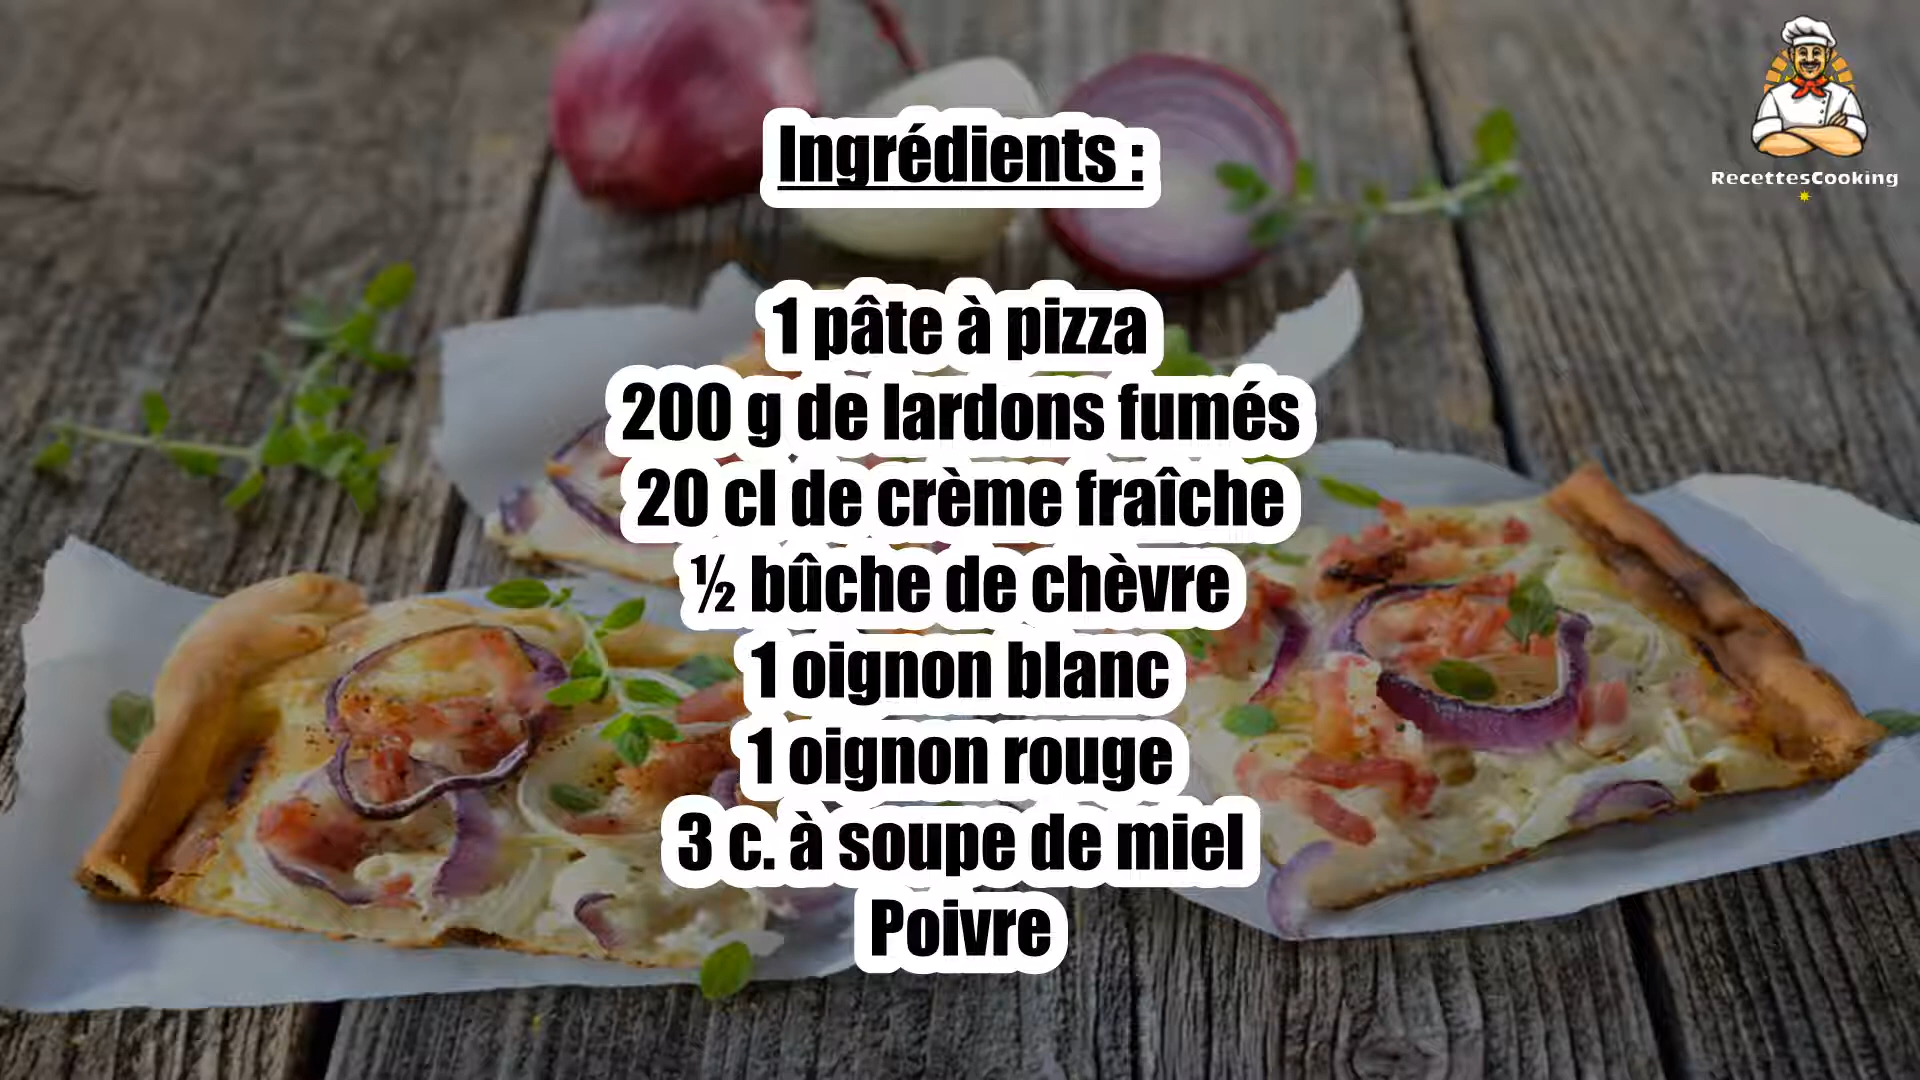 Ingrédients :
RecettesCooking
1 pâte à pizza
200 g de lardons fumés
20 cl de crème fraîche
½ bûche de chèvre
1 oignon blanc
1 oignon rouge
3 c. à soupe de miel
Poivre